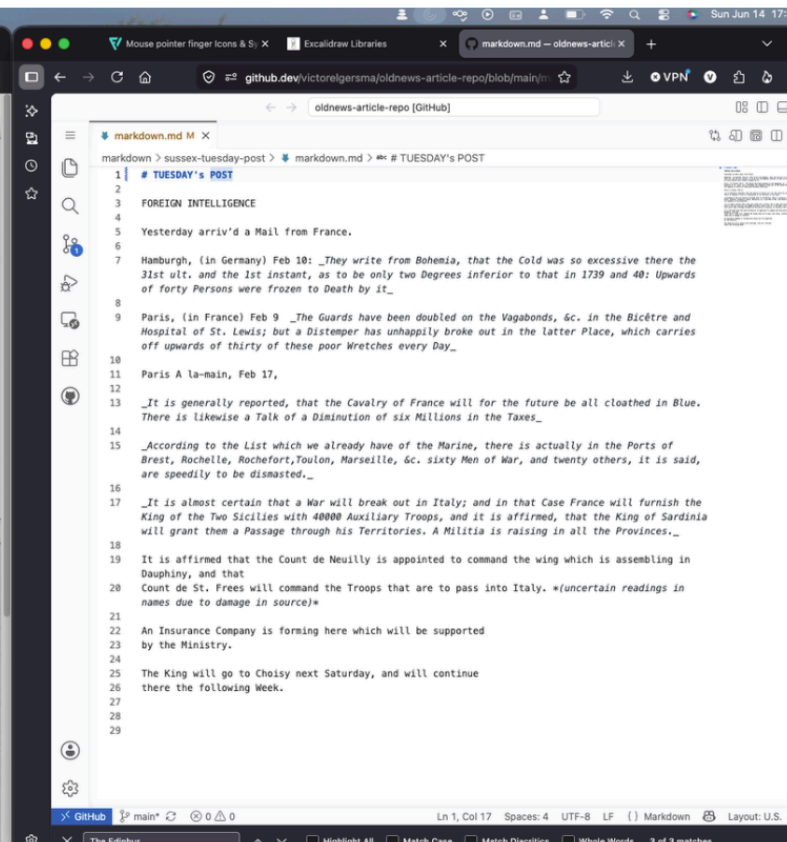 Sun Jun 14 17:
Mouse pointer finger Icons & Sy
Excalidraw Libraries
markdown.md — oldnews-articl
github.dev/victorelgersma/oldnews-article-repo/blob/main/m
VPN
oldnews-article-repo [GitHub]
markdown.md M
markdown > sussex-tuesday-post > markdown.md > # TUESDAY's POST
1 # TUESDAY's POST
2
3 FOREIGN INTELLIGENCE
4
5 Yesterday arriv'd a Mail from France.
6
7 Hamburgh, (in Germany) Feb 10: _They write from Bohemia, that the Cold was so excessive there the
31st ult. and the 1st instant, as to be only two Degrees inferior to that in 1739 and 40: Upwards
of forty Persons were frozen to Death by it_
8
9 Paris, (in France) Feb 9 _The Guards have been doubled on the Vagabonds, &c. in the Bicêtre and
Hospital of St. Lewis; but a Distemper has unhappily broke out in the latter Place, which carries
off upwards of thirty of these poor Wretches every Day_
10
11 Paris A la-main, Feb 17,
12
13 _It is generally reported, that the Cavalry of France will for the future be all cloathed in Blue.
There is likewise a Talk of a Diminution of six Millions in the Taxes_
14
15 _According to the List which we already have of the Marine, there is actually in the Ports of
Brest, Rochelle, Rochefort,Toulon, Marseille, &c. sixty Men of War, and twenty others, it is said,
are speedily to be dismasted._
16
17 _It is almost certain that a War will break out in Italy; and in that Case France will furnish the
King of the Two Sicilies with 40000 Auxiliary Troops, and it is affirmed, that the King of Sardinia
will grant them a Passage through his Territories. A Militia is raising in all the Provinces._
18
19 It is affirmed that the Count de Neuilly is appointed to command the wing which is assembling in
Dauphiny, and that
20 Count de St. Frees will command the Troops that are to pass into Italy. *(uncertain readings in
names due to damage in source)*
21
22 An Insurance Company is forming here which will be supported
23 by the Ministry.
24
25 The King will go to Choisy next Saturday, and will continue
26 there the following Week.
27
28
29
GitHub main* 0 0 Ln 1, Col 17 Spaces: 4 UTF-8 LF { } Markdown Layout: U.S.
The Edinbur Highlight All Match Case Match Diacritics Whole Words 3 of 3 matches